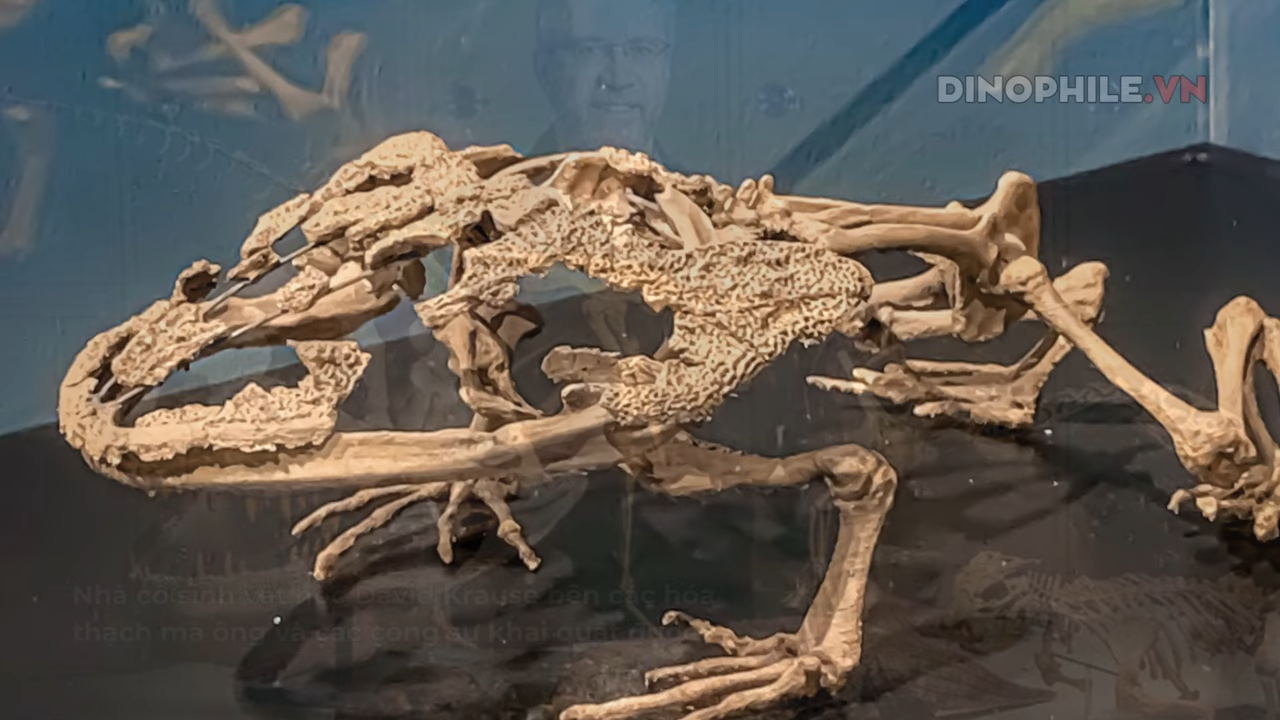 DINOPHILE.VN
Nhà cổ sinh vật David Krause bên các hóa
thạch mà ông và các cộng sự khai quật được